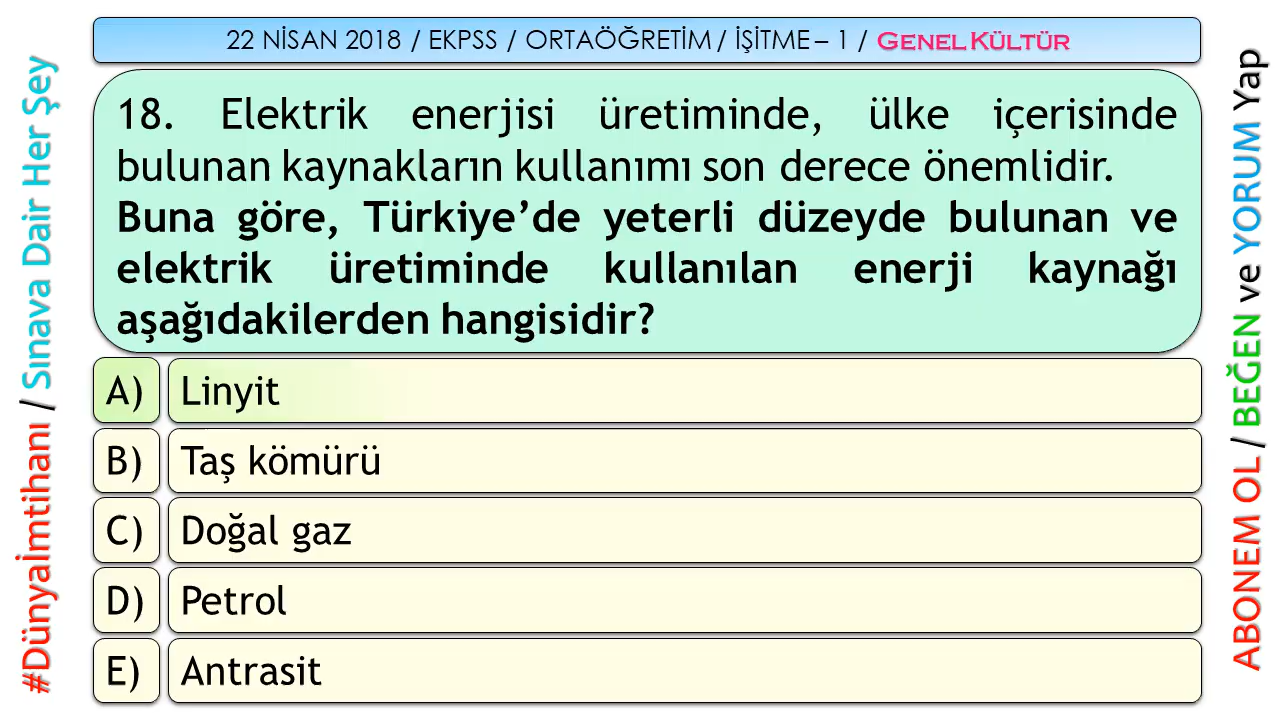 22 NİSAN 2018 / EKPSS / ORTAÖĞRETİM / İŞİTME – 1 / GENEL KÜLTÜR
#Dünyaİmtihanı / Sınava Dair Her Şey
18. Elektrik enerjisi üretiminde, ülke içerisinde
bulunan kaynakların kullanımı son derece önemlidir.
Buna göre, Türkiye’de yeterli düzeyde bulunan ve
elektrik üretiminde kullanılan enerji kaynağı
aşağıdakilerden hangisidir?
A) Linyit
B) Taş kömürü
C) Doğal gaz
D) Petrol
E) Antrasit
ABONEM OL / BEĞEN ve YORUM Yap